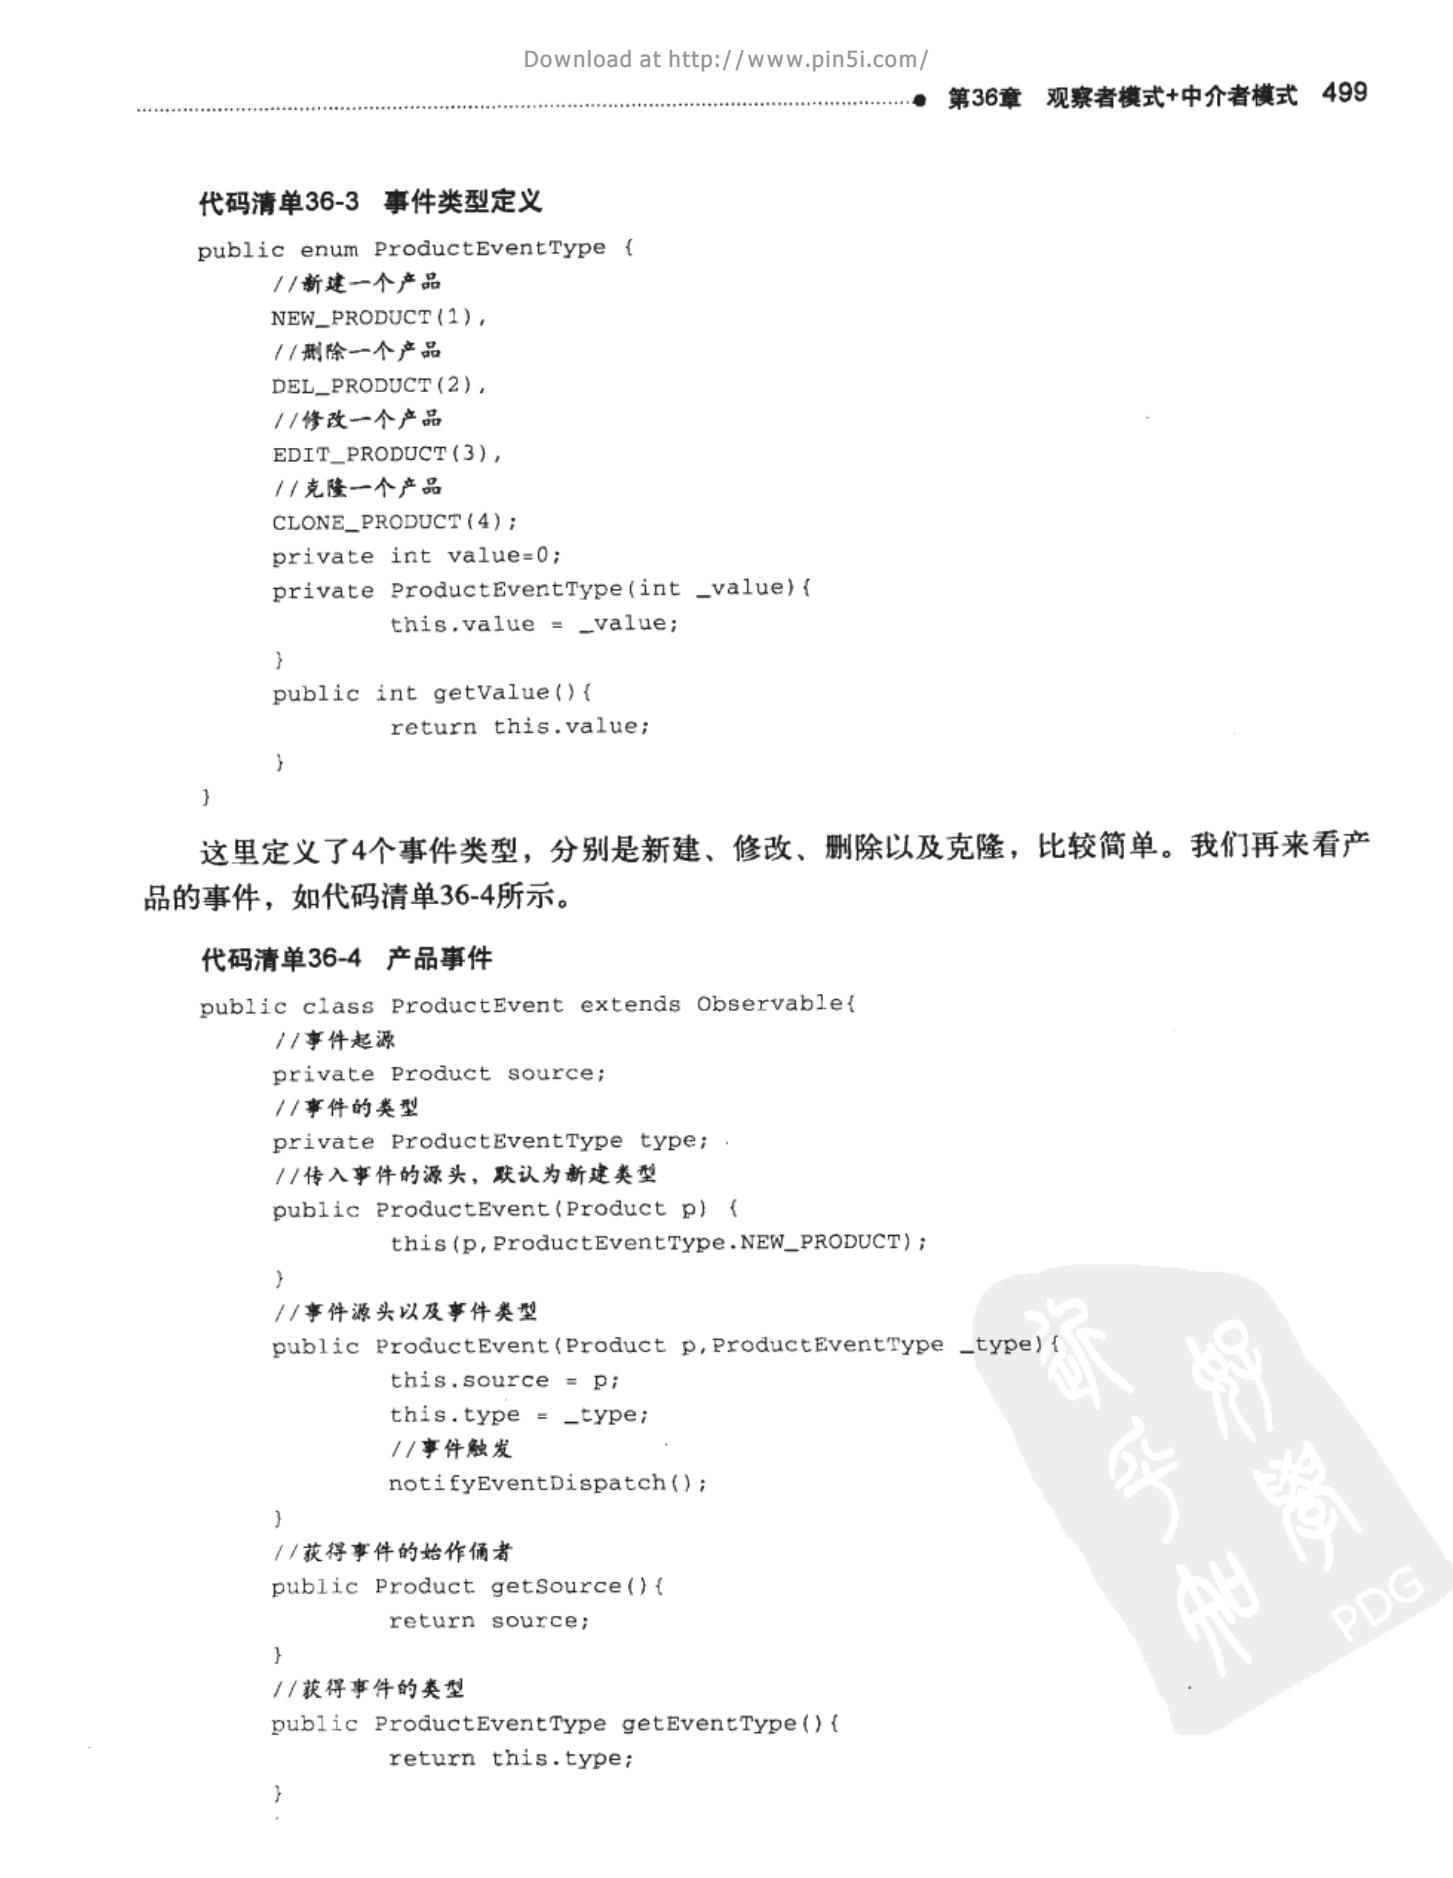 Download at http://www.pin5i.com/
第36章 观察者模式+中介者模式 499
代码清单36-3 事件类型定义
public enum ProductEventType {
//新建一个产品
NEW_PRODUCT(1),
//删除一个产品
DEL_PRODUCT(2),
//修改一个产品
EDIT_PRODUCT(3),
//克隆一个产品
CLONE_PRODUCT(4);
private int value=0;
private ProductEventType(int _value){
this.value = _value;
}
public int getValue(){
return this.value;
}
}
这里定义了4个事件类型，分别是新建、修改、删除以及克隆，比较简单。我们再来看产
品的事件，如代码清单36-4所示。
代码清单36-4 产品事件
public class ProductEvent extends Observable{
//事件起源
private Product source;
//事件的类型
private ProductEventType type;
//传入事件的源头，默认为新建类型
public ProductEvent(Product p) {
this(p,ProductEventType.NEW_PRODUCT);
}
//事件源头以及事件类型
public ProductEvent(Product p,ProductEventType _type){
this.source = p;
this.type = _type;
//事件触发
notifyEventDispatch();
}
//获得事件的始作俑者
public Product getSource(){
return source;
}
//获得事件的类型
public ProductEventType getEventType(){
return this.type;
}
PDG